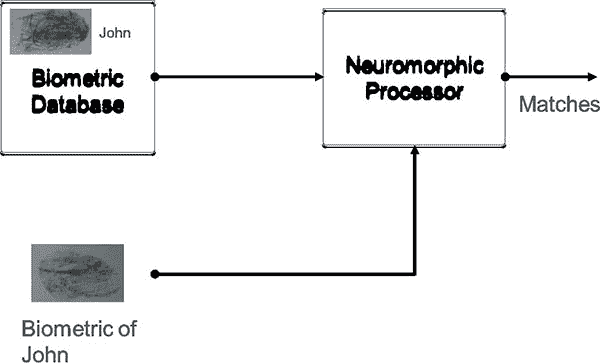 John
Biometric
Database
Neuromorphic
Processor
Matches
Biometric of
John